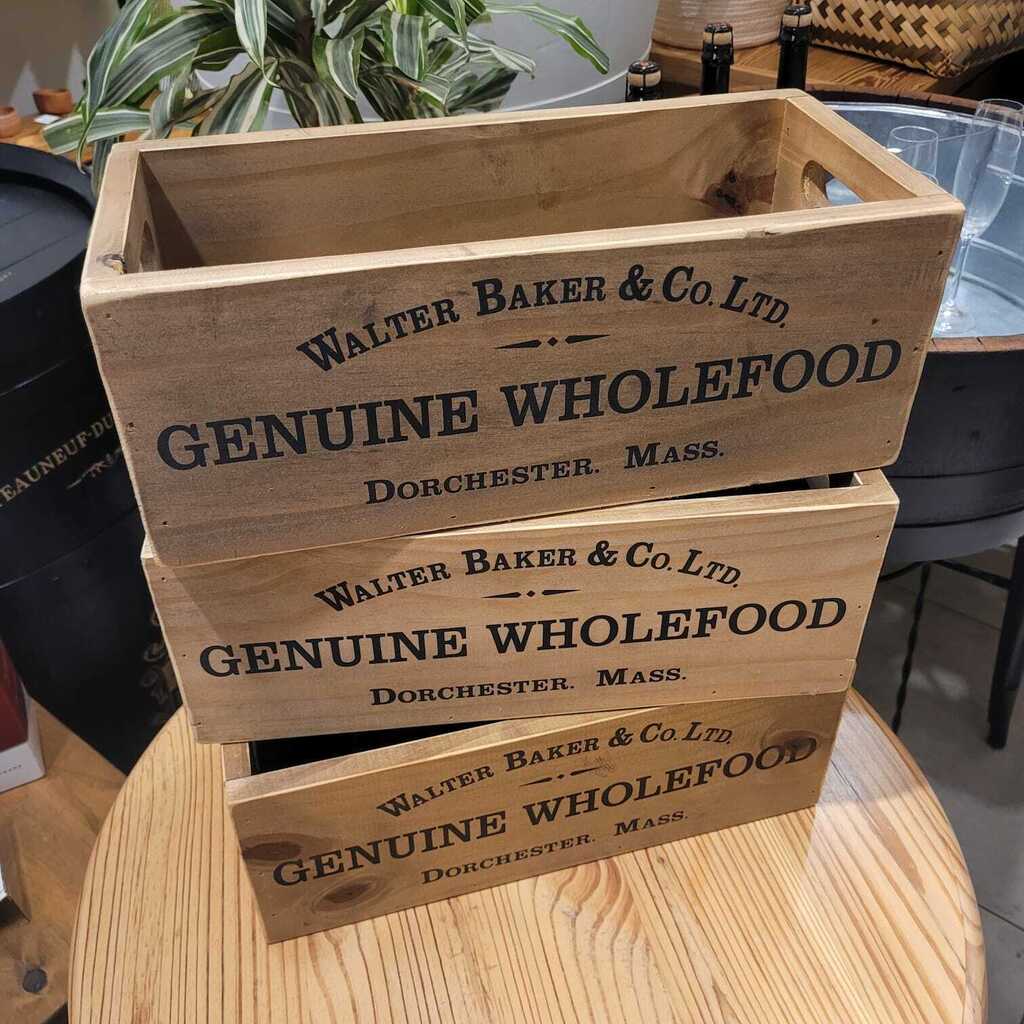 WALTER BAKER & CO. LTD.
GENUINE WHOLEFOOD
DORCHESTER. MASS.
WALTER BAKER & CO. LTD.
GENUINE WHOLEFOOD
DORCHESTER. MASS.
WALTER BAKER & CO. LTD.
GENUINE WHOLEFOOD
DORCHESTER. MASS.
EAUNEUF-DU